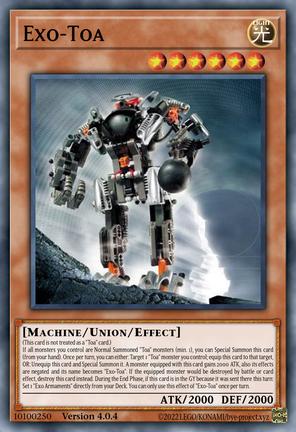 Exo-Toa
LIGHT
光
[Machine/Union/Effect]
(This card is not treated as a "Toa" card.)
If all monsters you control are Normal Summoned "Toa" monsters (min. 1), you can Special Summon this card
(from your hand). Once per turn, you can either: Target 1 "Toa" monster you control; equip this card to that target,
OR: Unequip this card and Special Summon it. A monster equipped with this card gains 2000 ATK, also its effects
are negated and its name becomes "Exo-Toa". If the equipped monster would be destroyed by battle or card
effect, destroy this card instead. During the End Phase, if this card is in the GY because it was sent there this turn:
Set 1 "Exo Armaments" directly from your Deck. You can only use this effect of "Exo-Toa" once per turn.
ATK/2000 DEF/2000
10100250 Version 4.0.4 ©2022 LEGO/KONAMI/bye-project.xyz